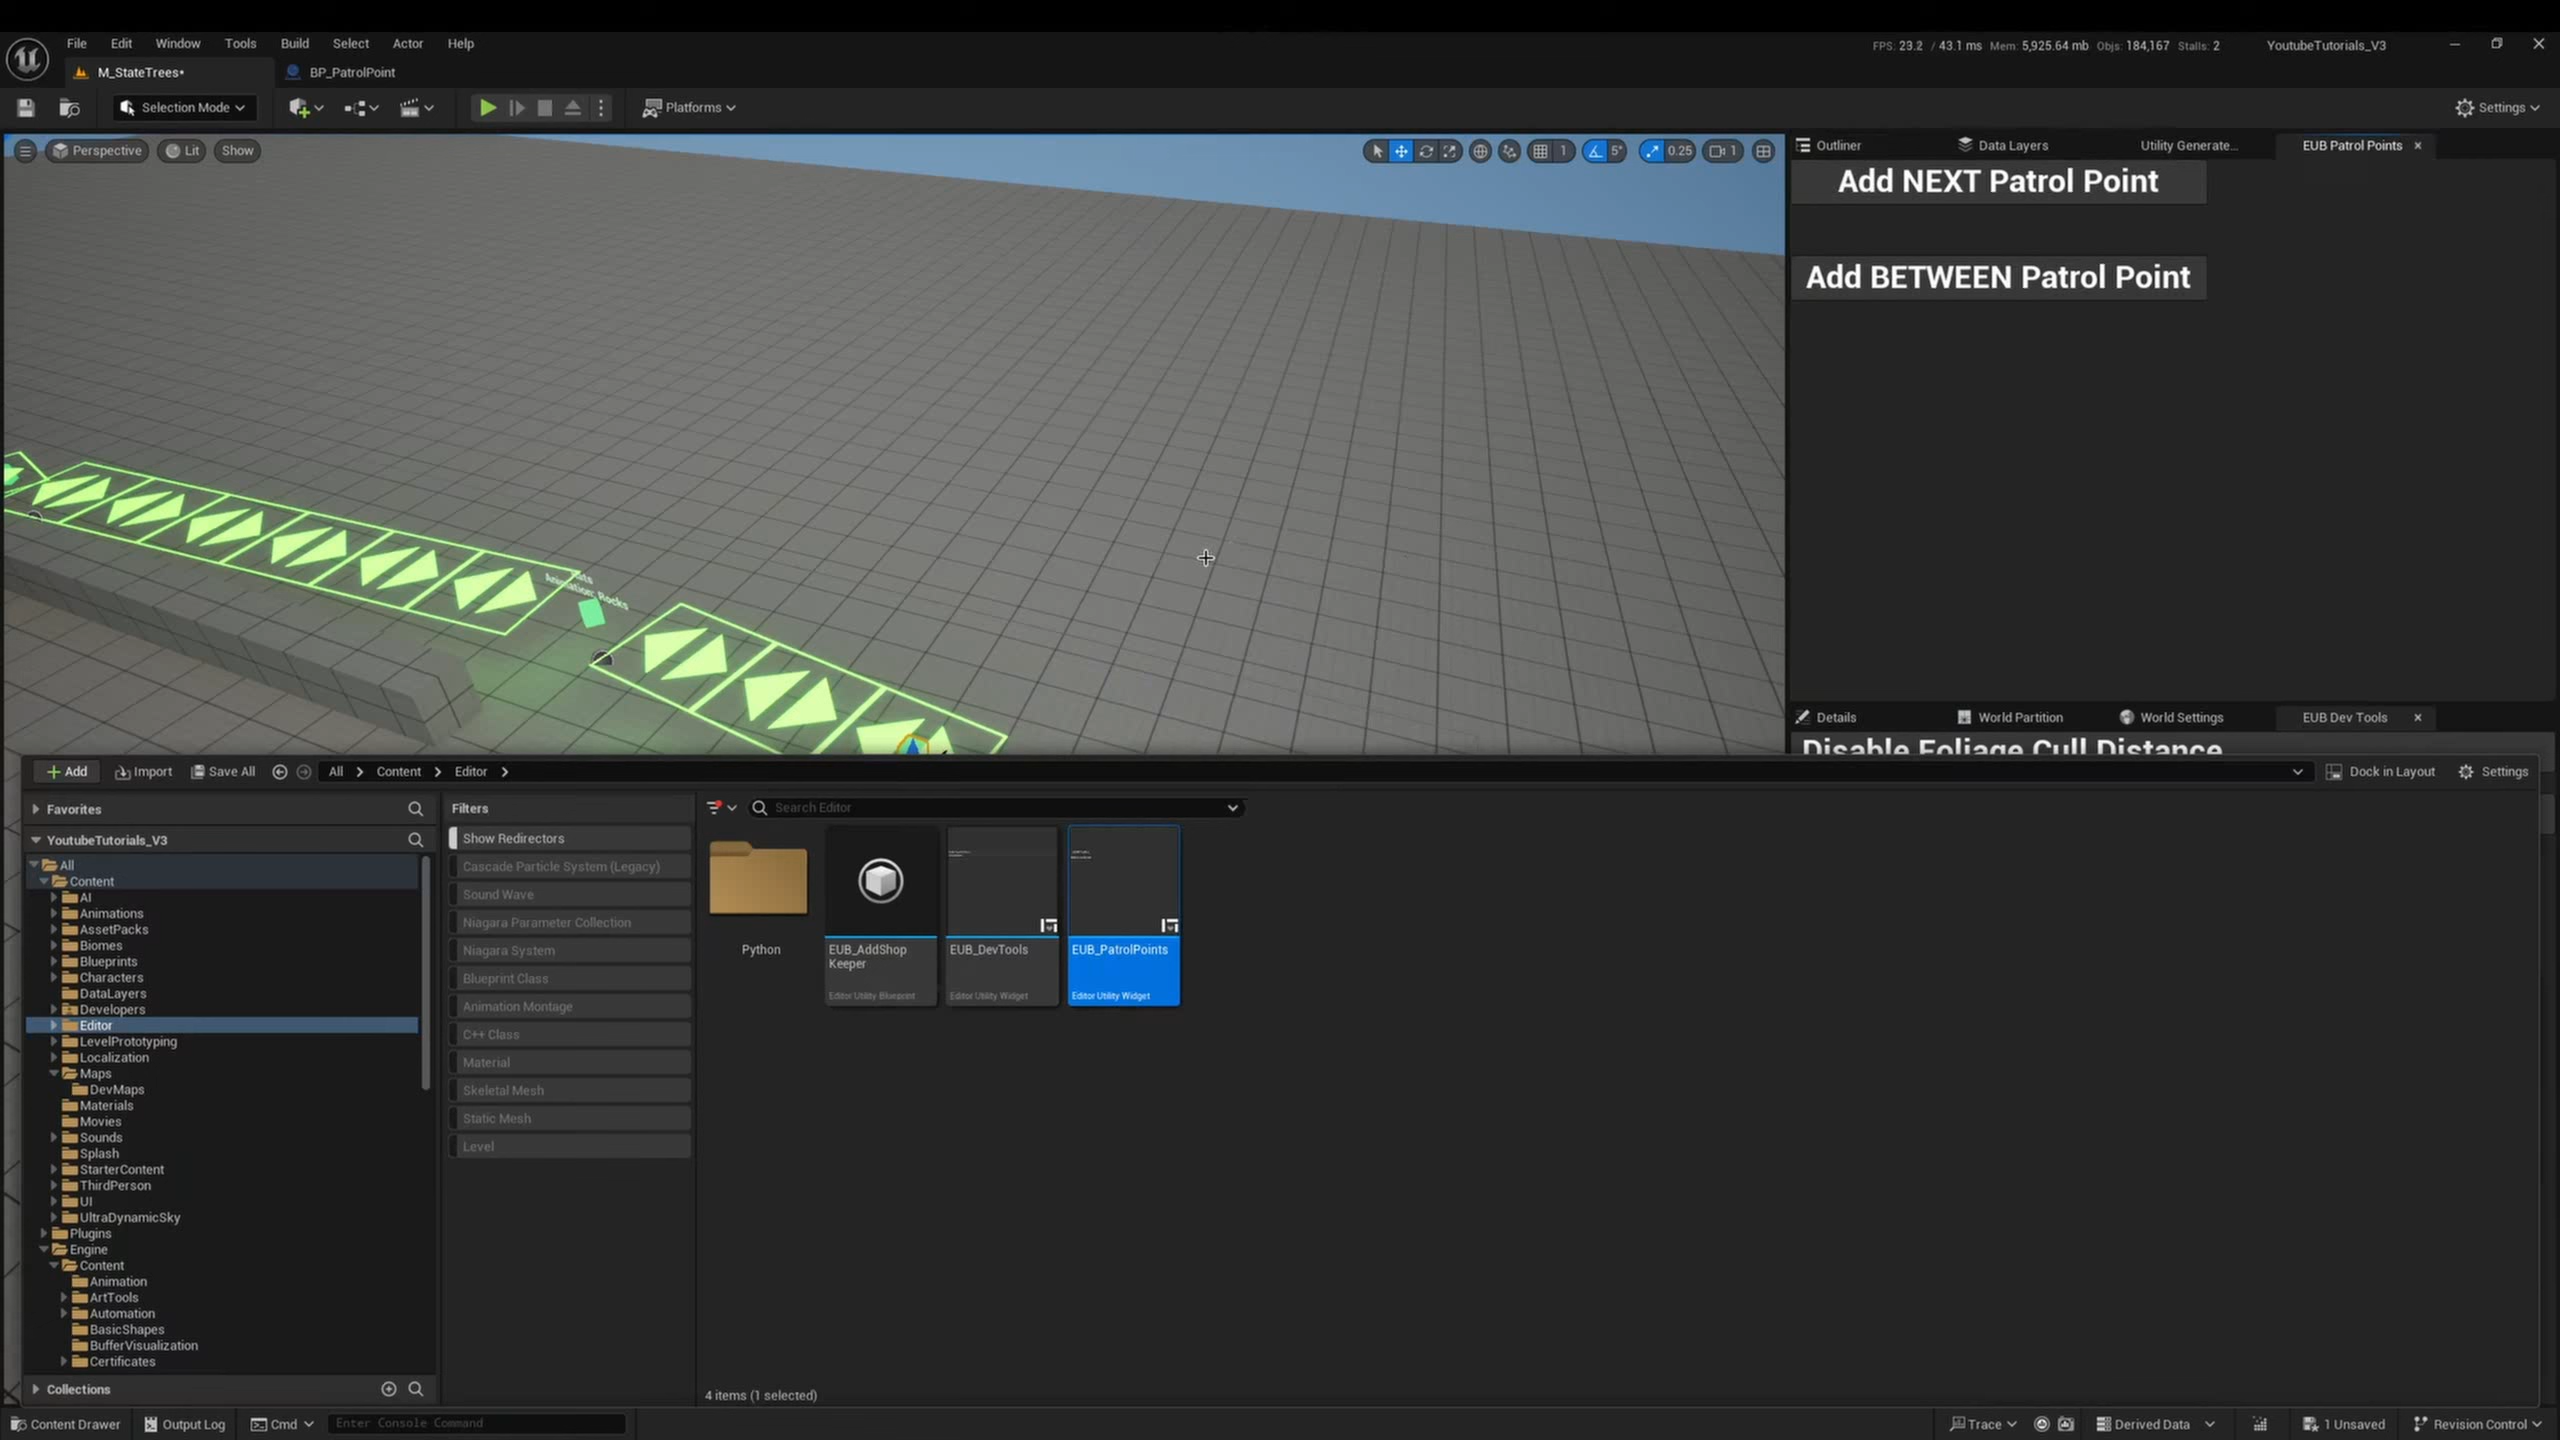 File Edit Window Tools Build Select Actor Help
FPS: 23.2 / 43.1 ms Mem: 5,925.64 mb Objs: 184,167 Stalls: 2 YoutubeTutorials_V3
M_StateTrees* BP_PatrolPoint
Selection Mode Platforms Settings
Perspective Lit Show 1 5° 0.25 1
Outliner Data Layers Utility Generate... EUB Patrol Points
Add NEXT Patrol Point
Add BETWEEN Patrol Point
Animation: Rocks
Details World Partition World Settings EUB Dev Tools
Disable Foliage Cull Distance
Add Import Save All All Content Editor Dock in Layout Settings
Favorites
YoutubeTutorials_V3
All
Content
AI
Animations
AssetPacks
Biomes
Blueprints
Characters
DataLayers
Developers
Editor
LevelPrototyping
Localization
Maps
DevMaps
Materials
Movies
Sounds
Splash
StarterContent
ThirdPerson
UI
UltraDynamicSky
Plugins
Engine
Content
Animation
ArtTools
Automation
BasicShapes
BufferVisualization
Certificates
Collections
Filters
Show Redirectors
Cascade Particle System (Legacy)
Sound Wave
Niagara Parameter Collection
Niagara System
Blueprint Class
Animation Montage
C++ Class
Material
Skeletal Mesh
Static Mesh
Level
Search Editor
Python
EUB_AddShop
Keeper
Editor Utility Blueprint
EUB_DevTools
Editor Utility Widget
EUB_PatrolPoints
Editor Utility Widget
4 items (1 selected)
Content Drawer Output Log Cmd Enter Console Command Trace Derived Data 1 Unsaved Revision Control